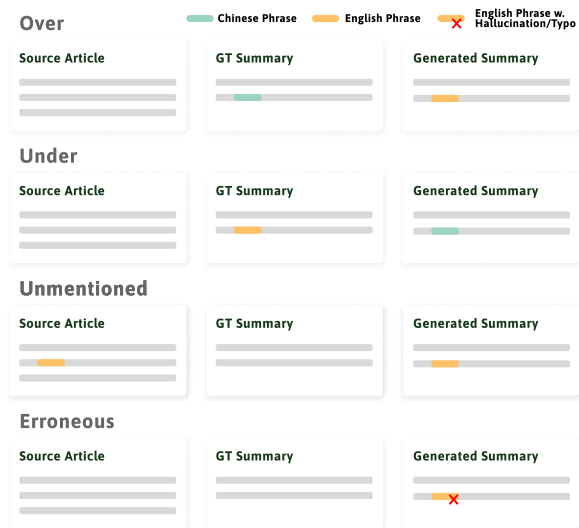 Over
Chinese Phrase
English Phrase
English Phrase w.
Hallucination/Typo
Source Article
GT Summary
Generated Summary
Under
Source Article
GT Summary
Generated Summary
Unmentioned
Source Article
GT Summary
Generated Summary
Erroneous
Source Article
GT Summary
Generated Summary